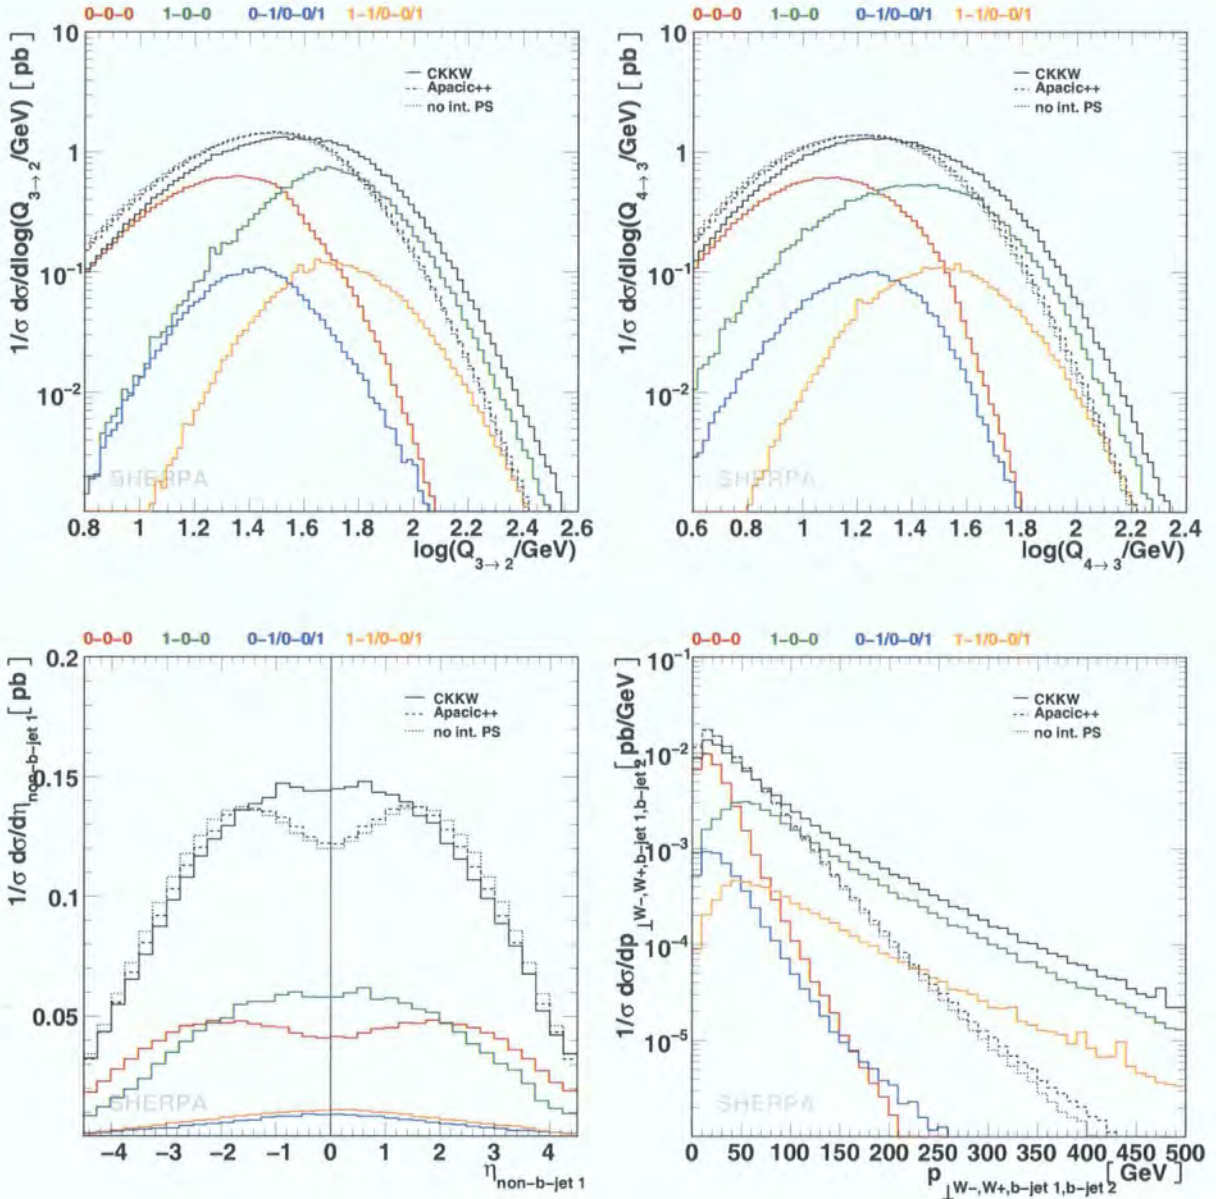 0-0-0 1-0-0 0-1/0-0/1 1-1/0-0/1
1/σ dσ/dlog(Q3→2/GeV) [ pb]
10
1
10-1
10-2
CKKW
Apacic++
no int. PS
SHERPA
0.8 1 1.2 1.4 1.6 1.8 2 2.2 2.4 2.6
log(Q3→2/GeV)
0-0-0 1-0-0 0-1/0-0/1 1-1/0-0/1
1/σ dσ/dlog(Q4→3/GeV) [ pb]
10
1
10-1
10-2
CKKW
Apacic++
no int. PS
SHERPA
0.6 0.8 1 1.2 1.4 1.6 1.8 2 2.2 2.4
log(Q4→3/GeV)
0-0-0 1-0-0 0-1/0-0/1 1-1/0-0/1
1/σ dσ/dηnon-b-jet 1[ pb]
0.2
0.15
0.1
0.05
CKKW
Apacic++
no int. PS
SHERPA
-4 -3 -2 -1 0 1 2 3 4
ηnon-b-jet 1
0-0-0 1-0-0 0-1/0-0/1 1-1/0-0/1
1/σ dσ/dp⊥W-,W+,b-jet 1,b-jet 2[ pb/GeV]
10-1
10-2
10-3
10-4
10-5
CKKW
Apacic++
no int. PS
SHERPA
0 50 100 150 200 250 300 350 400 450 500
p⊥W-,W+,b-jet 1,b-jet 2[ GeV]